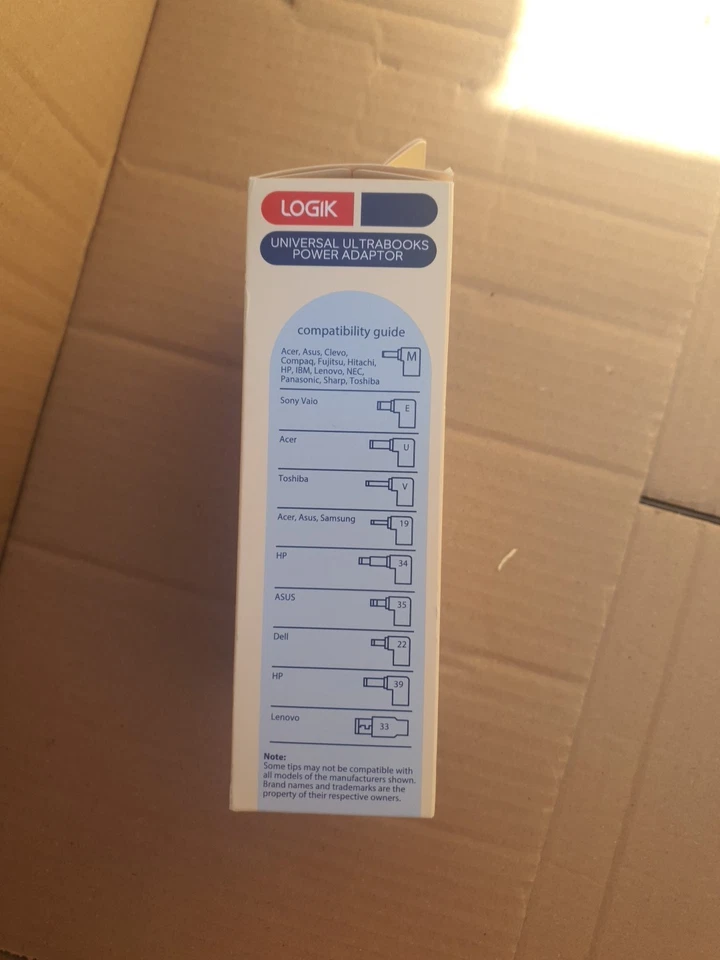 LOGIK
UNIVERSAL ULTRABOOKS
POWER ADAPTOR
compatibility guide
Acer, Asus, Clevo,
Compaq, Fujitsu, Hitachi,
HP, IBM, Lenovo, NEC,
Panasonic, Sharp, Toshiba
M
Sony Vaio E
Acer U
Toshiba V
Acer, Asus, Samsung 19
HP 34
ASUS 35
Dell 22
HP 39
Lenovo 33
Note:
Some tips may not be compatible with
all models of the manufacturers shown.
Brand names and trademarks are the
property of their respective owners.